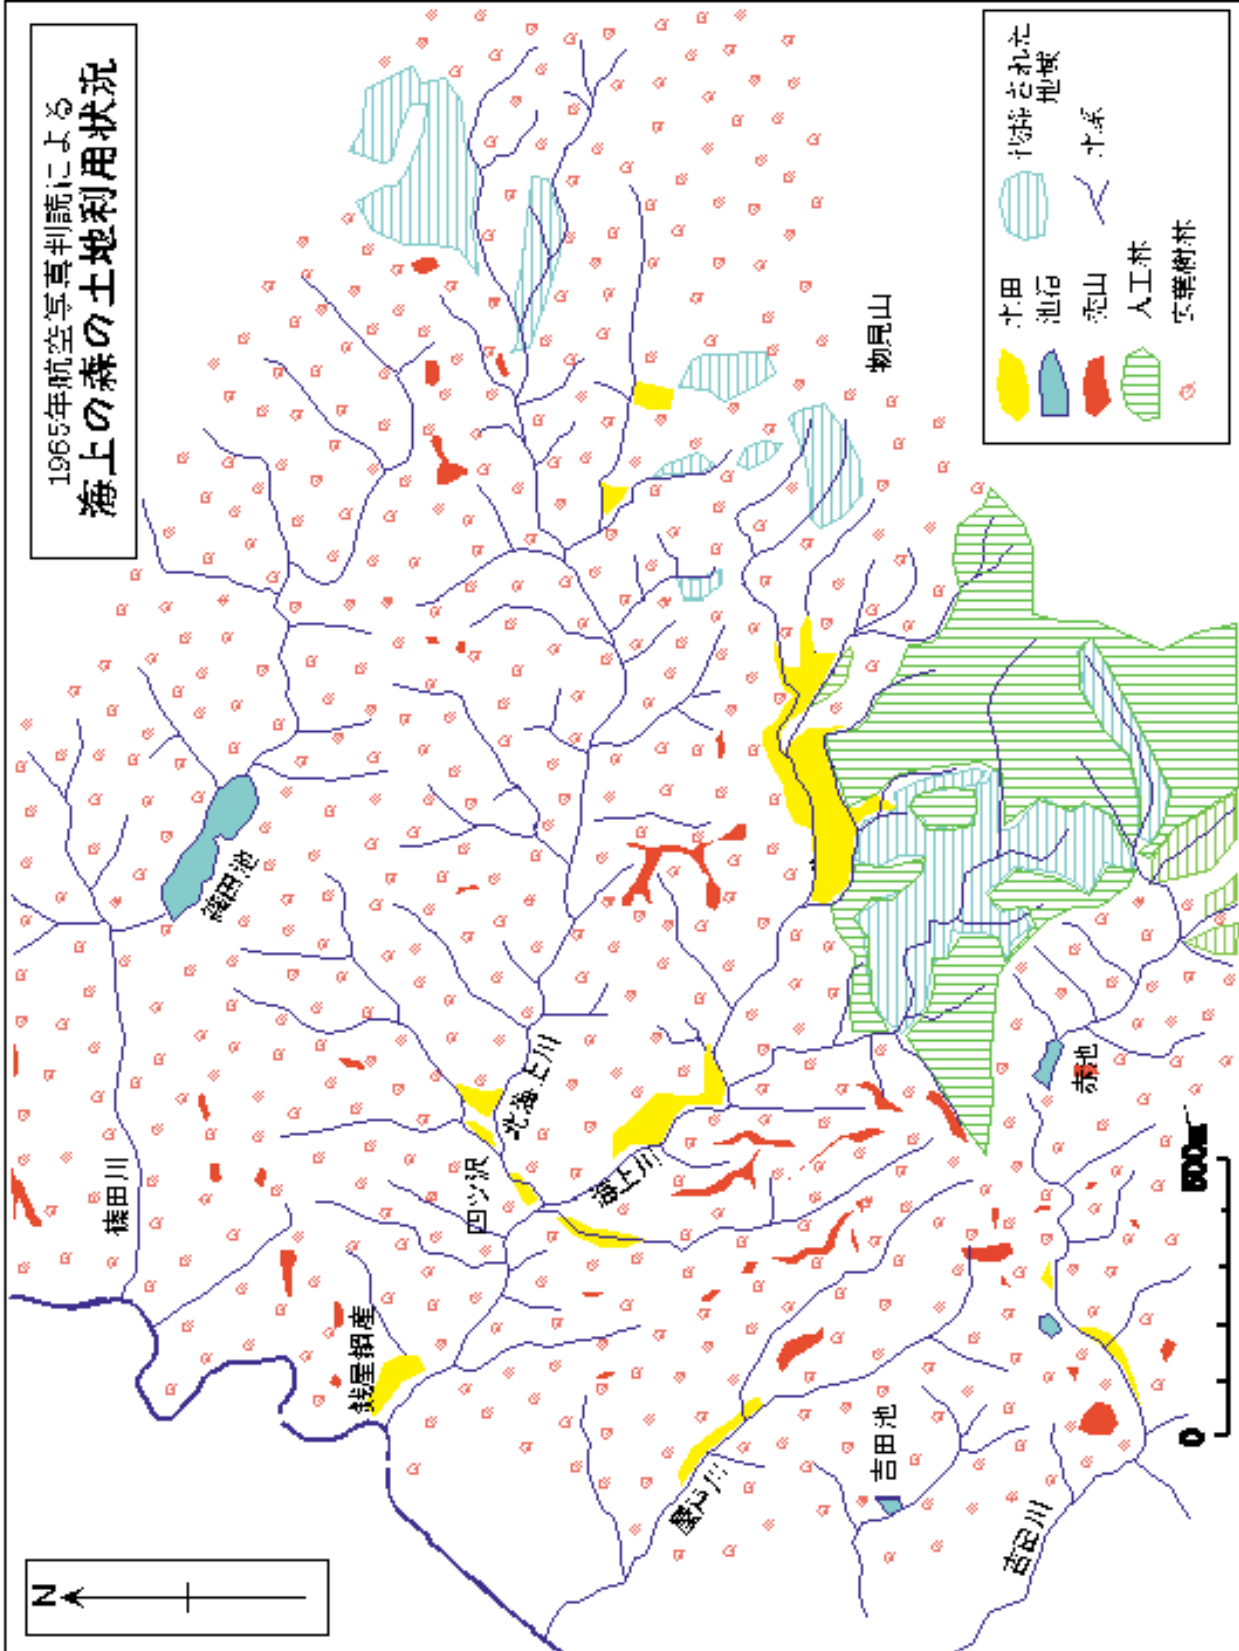 1965年航空写真判読による
海上の森の土地利用状況
水田
池沼
禿山
人工林
広葉樹林
伐採された
地域
水系
物見山
篠田池
篠田川
北海上川
四ツ沢
海上川
銭屋鋼産
屋戸川
吉田池
吉田川
赤池
N
0
500m